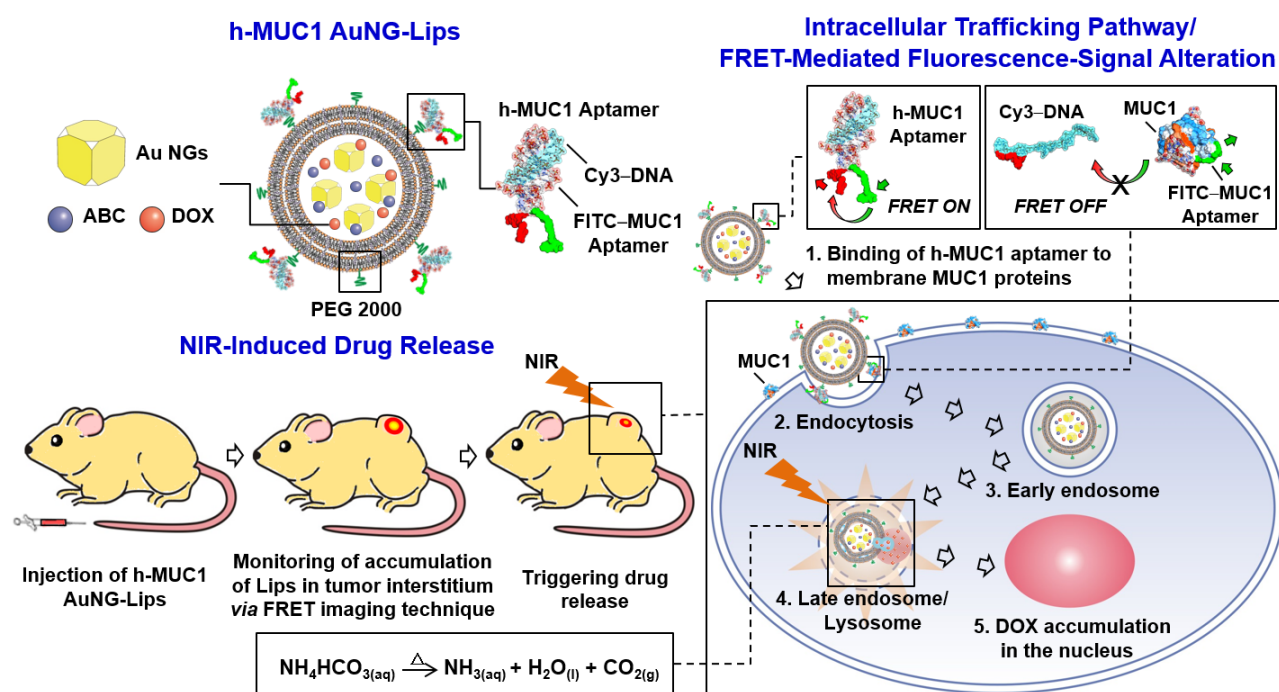 h-MUC1 AuNG-Lips
Au NGs
ABC
DOX
h-MUC1 Aptamer
Cy3–DNA
FITC–MUC1
Aptamer
PEG 2000
Intracellular Trafficking Pathway/
FRET-Mediated Fluorescence-Signal Alteration
h-MUC1
Aptamer
FRET ON
Cy3–DNA
MUC1
X
FRET OFF
FITC–MUC1
Aptamer
1. Binding of h-MUC1 aptamer to
membrane MUC1 proteins
NIR-Induced Drug Release
NIR
Injection of h-MUC1
AuNG-Lips
Monitoring of accumulation
of Lips in tumor interstitium
via FRET imaging technique
Triggering drug
release
MUC1
2. Endocytosis
NIR
3. Early endosome
4. Late endosome/
Lysosome
5. DOX accumulation
in the nucleus
NH₄HCO₃(aq) —△→ NH₃(aq) + H₂O(l) + CO₂(g)